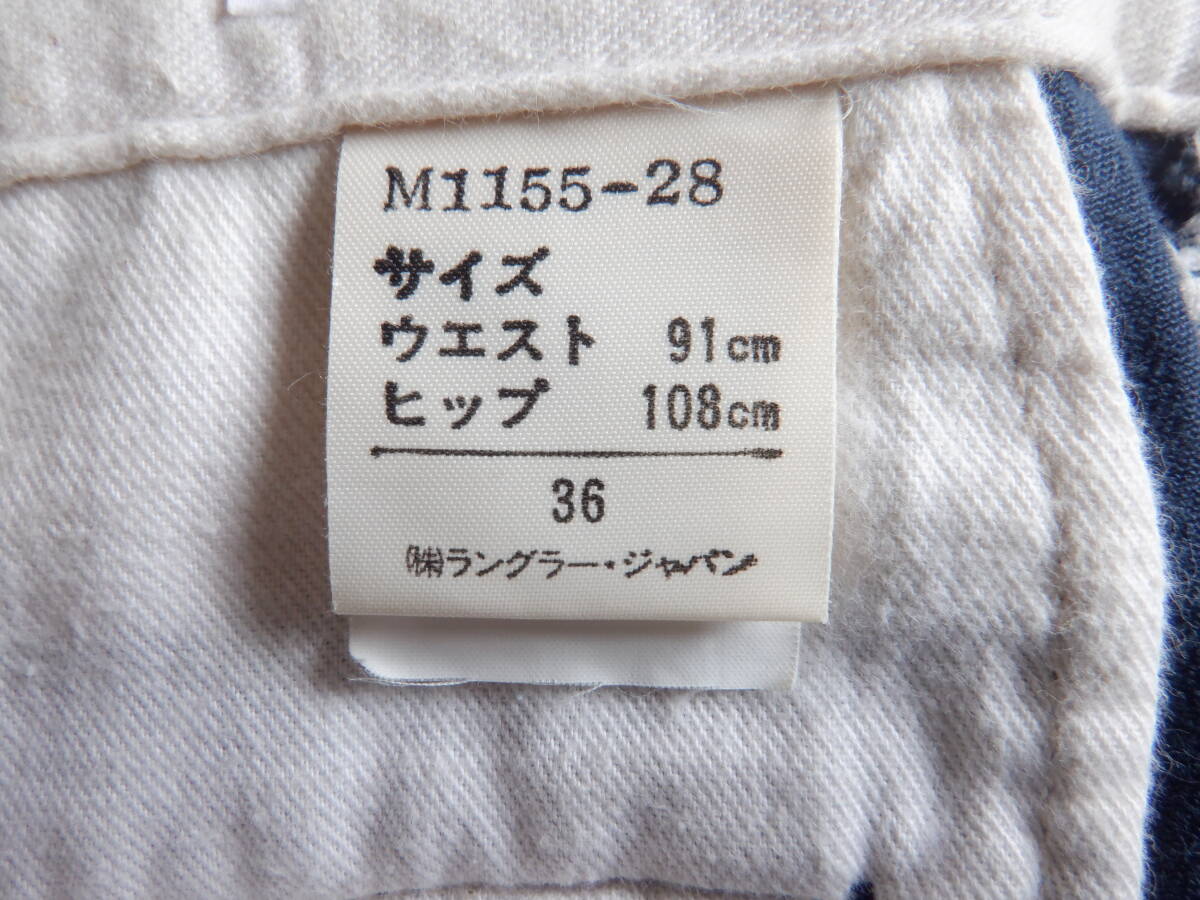 M1155-28
サイズ
ウエスト 91cm
ヒップ 108cm
36
㈱ラングラー・ジャパン